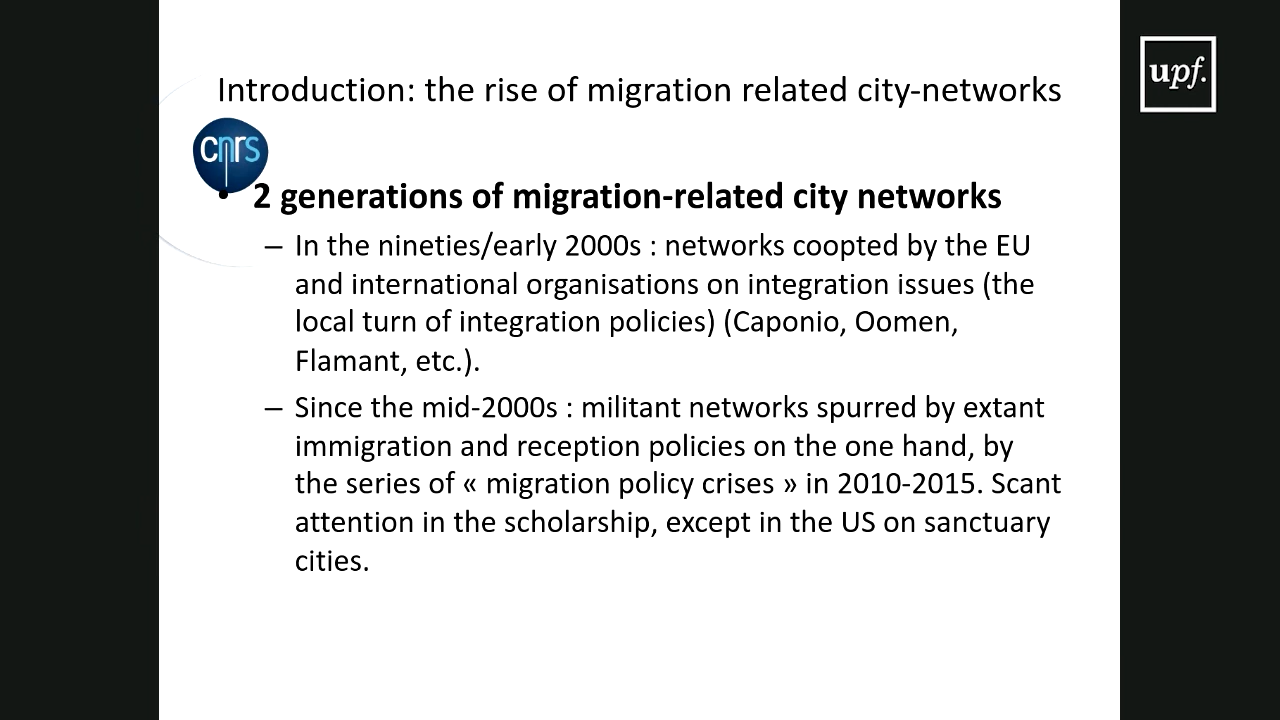 Introduction: the rise of migration related city-networks
upf.
cnrs
• 2 generations of migration-related city networks
– In the nineties/early 2000s : networks coopted by the EU
and international organisations on integration issues (the
local turn of integration policies) (Caponio, Oomen,
Flamant, etc.).
– Since the mid-2000s : militant networks spurred by extant
immigration and reception policies on the one hand, by
the series of « migration policy crises » in 2010-2015. Scant
attention in the scholarship, except in the US on sanctuary
cities.